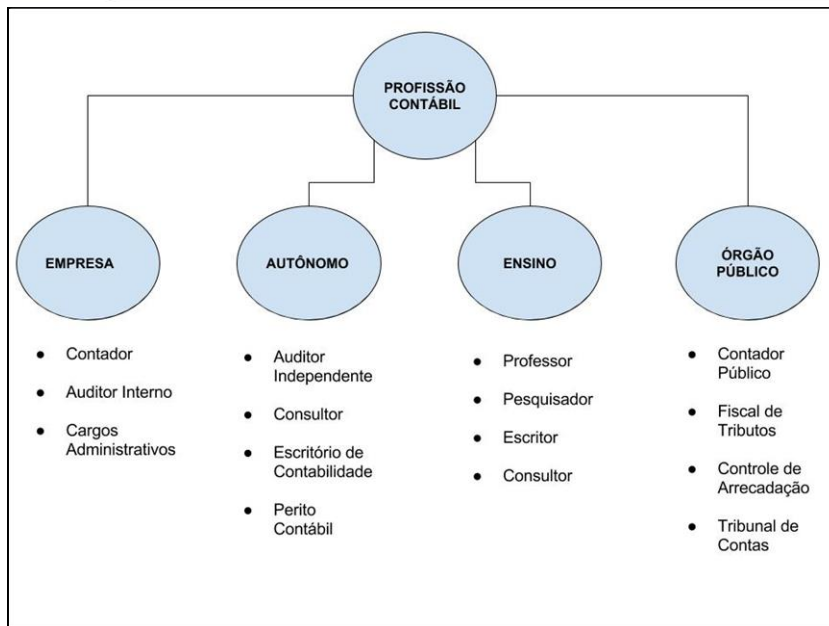 PROFISSÃO
CONTÁBIL
EMPRESA
AUTÔNOMO
ENSINO
ÓRGÃO
PÚBLICO
● Contador
● Auditor Interno
● Cargos
Administrativos
● Auditor
Independente
● Consultor
● Escritório de
Contabilidade
● Perito
Contábil
● Professor
● Pesquisador
● Escritor
● Consultor
● Contador
Público
● Fiscal de
Tributos
● Controle de
Arrecadação
● Tribunal de
Contas